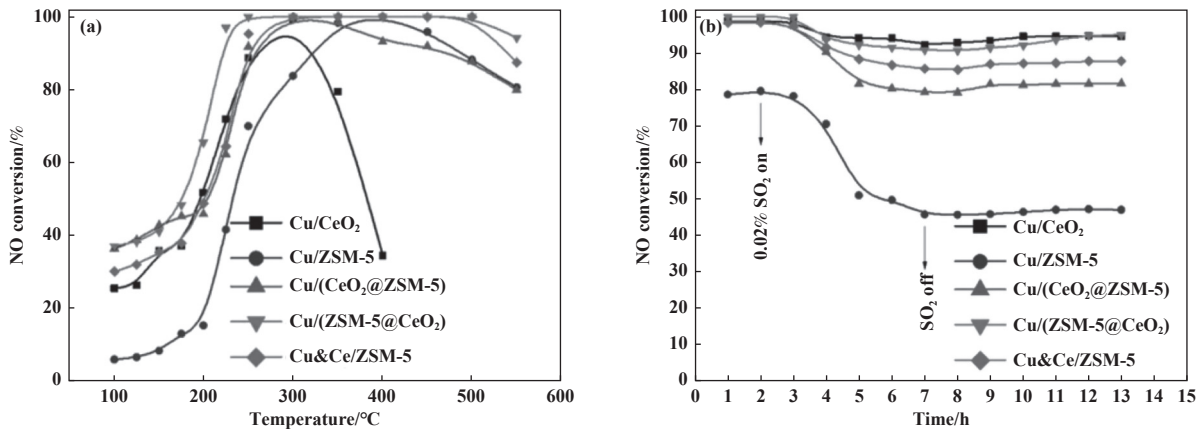 (a)
NO conversion/%
100
80
60
40
20
0
Cu/CeO₂
Cu/ZSM-5
Cu/(CeO₂@ZSM-5)
Cu/(ZSM-5@CeO₂)
Cu&Ce/ZSM-5
100 200 300 400 500 600
Temperature/°C
(b)
NO conversion/%
100
90
80
70
60
50
40
30
20
10
0
0.02% SO₂ on
SO₂ off
Cu/CeO₂
Cu/ZSM-5
Cu/(CeO₂@ZSM-5)
Cu/(ZSM-5@CeO₂)
Cu&Ce/ZSM-5
1 2 3 4 5 6 7 8 9 10 11 12 13 14 15
Time/h